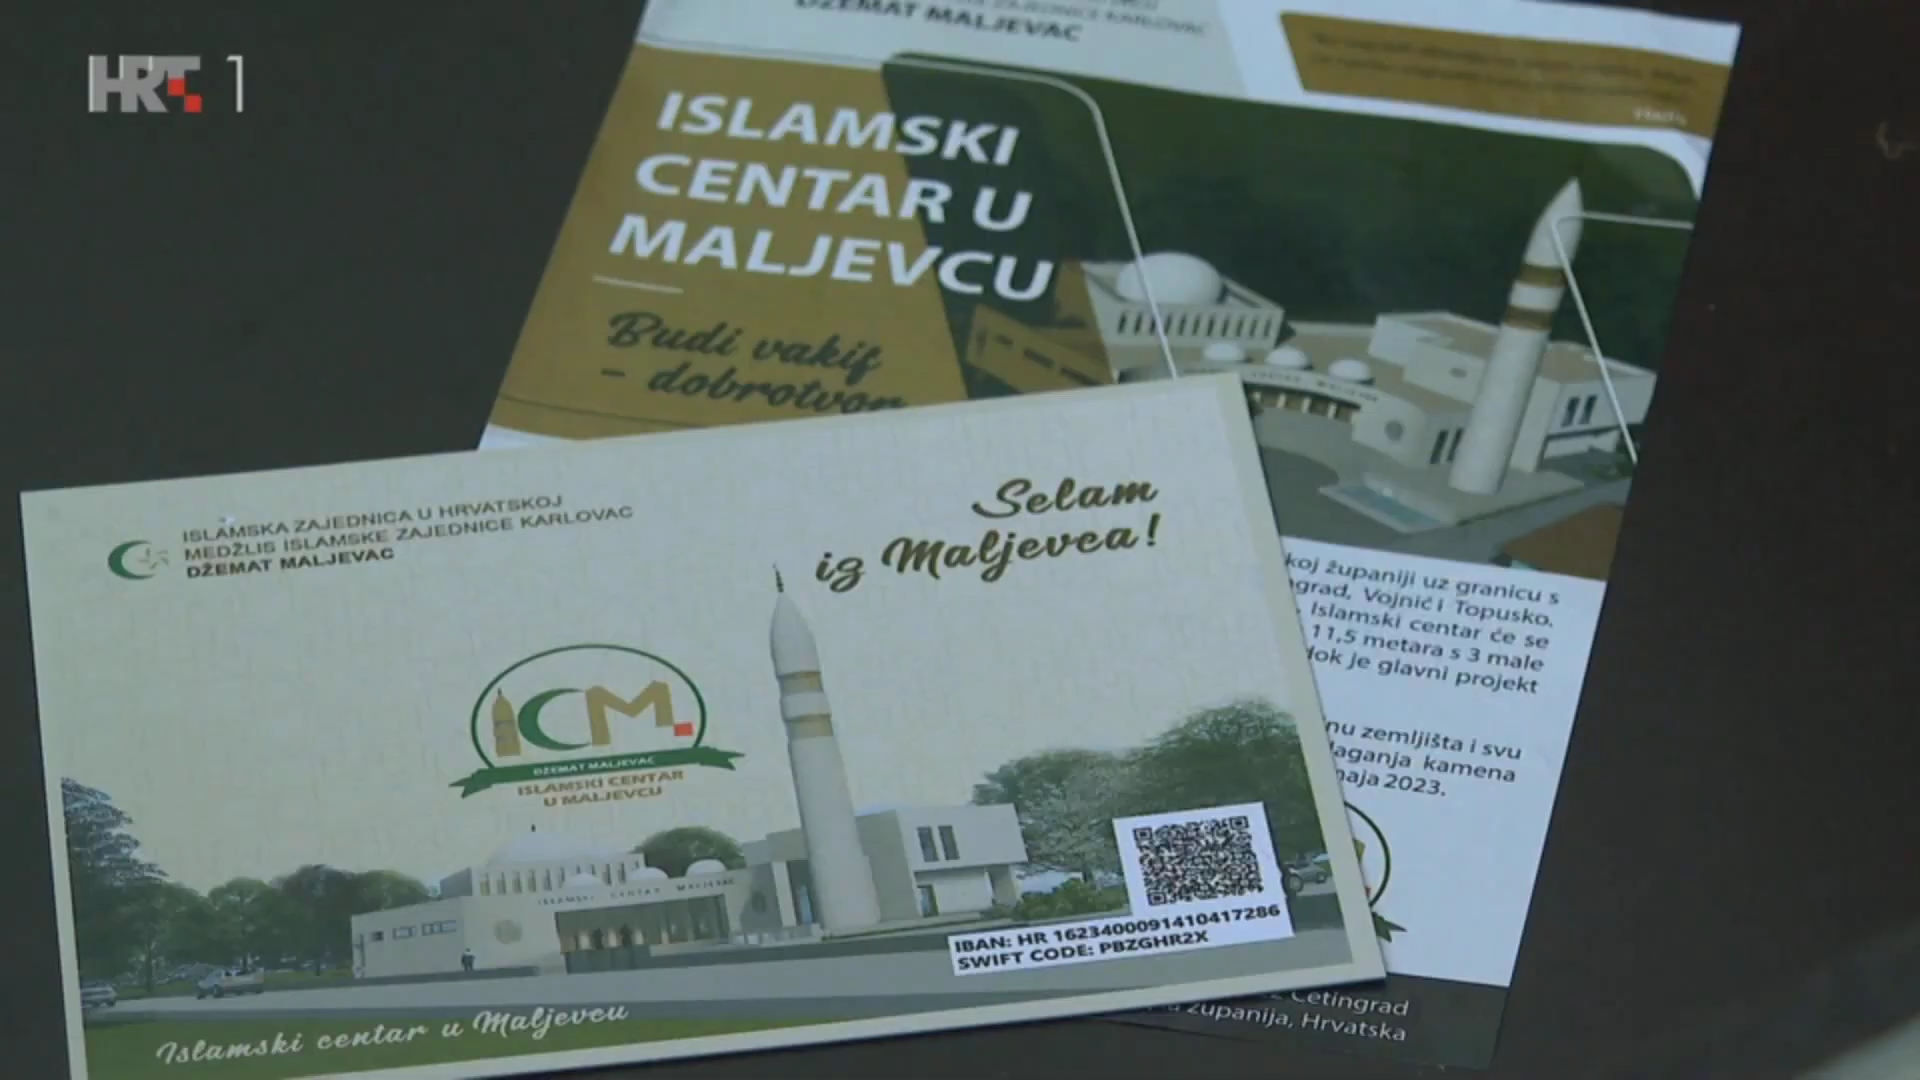 HRT 1
DŽEMAT MALJEVAC
ISLAMSKI
CENTAR U
MALJEVCU
Budi vakif
- dobrotvor
koj županiji uz granicu s
grad, Vojnić i Topusko.
Islamski centar će se
11,5 metara s 3 male
dok je glavni projekt
nu zemljišta i svu
laganja kamena
maja 2023.
Cetingrad
županija, Hrvatska
ISLAMSKA ZAJEDNICA U HRVATSKOJ
MEDŽLIS ISLAMSKE ZAJEDNICE KARLOVAC
DŽEMAT MALJEVAC
Selam
iz Maljevca!
ICM
DŽEMAT MALJEVAC
ISLAMSKI CENTAR
U MALJEVCU
ISLAMSKI CENTAR MALJEVAC
IBAN: HR 1623400091410417286
SWIFT CODE: PBZGHR2X
Islamski centar u Maljevcu